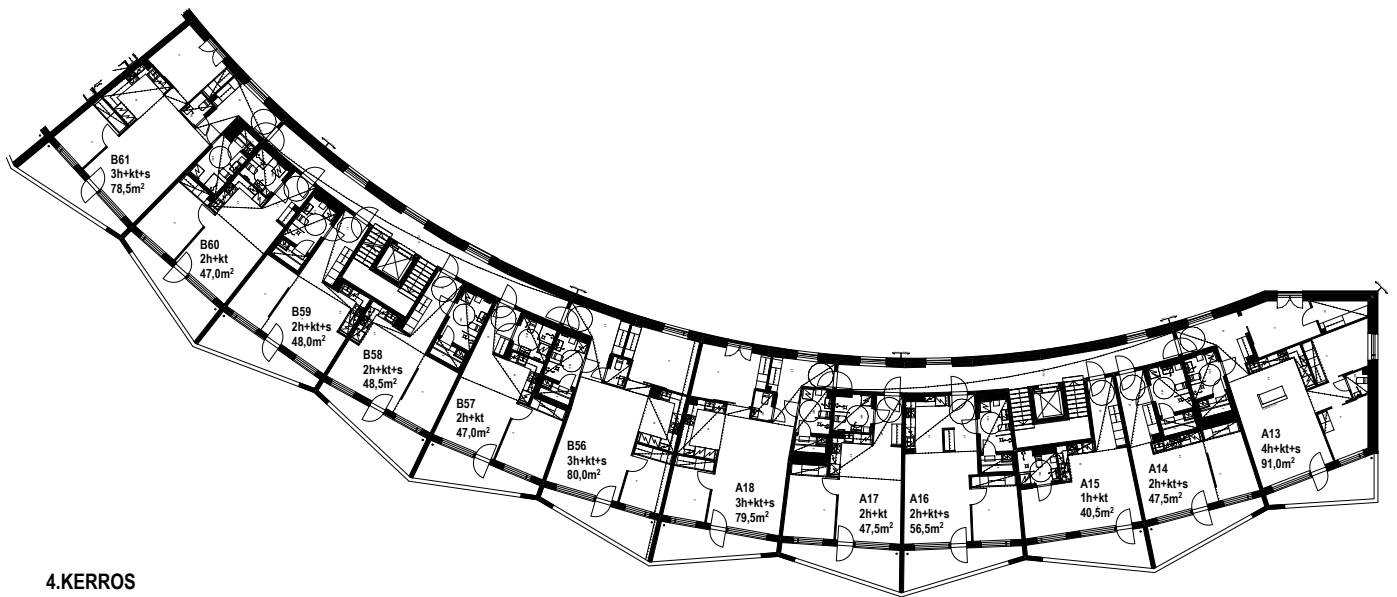 B61
3h+kt+s
78,5m²
B60
2h+kt
47,0m²
B59
2h+kt+s
48,0m²
B58
2h+kt+s
48,5m²
B57
2h+kt
47,0m²
B56
3h+kt+s
80,0m²
A18
3h+kt+s
79,5m²
A17
2h+kt
47,5m²
A16
2h+kt+s
56,5m²
A15
1h+kt
40,5m²
A14
2h+kt+s
47,5m²
A13
4h+kt+s
91,0m²
4.KERROS